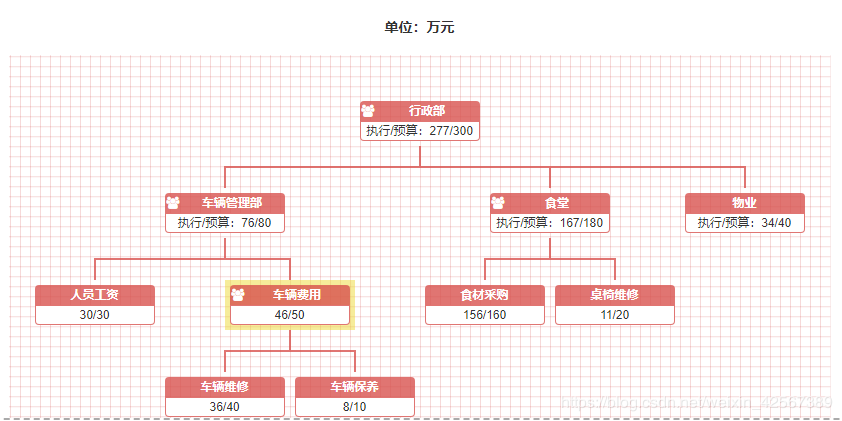 单位：万元
行政部
执行/预算：277/300
车辆管理部
执行/预算：76/80
食堂
执行/预算：167/180
物业
执行/预算：34/40
人员工资
30/30
车辆费用
46/50
食材采购
156/160
桌椅维修
11/20
车辆维修
36/40
车辆保养
8/10
https://blog.csdn.net/weixin_42567389